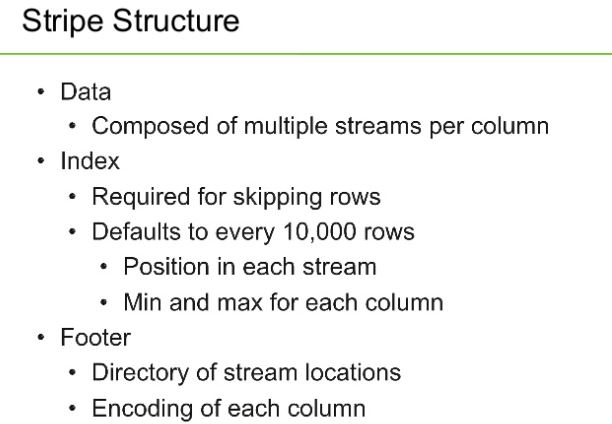 Stripe Structure
• Data
• Composed of multiple streams per column
• Index
• Required for skipping rows
• Defaults to every 10,000 rows
• Position in each stream
• Min and max for each column
• Footer
• Directory of stream locations
• Encoding of each column